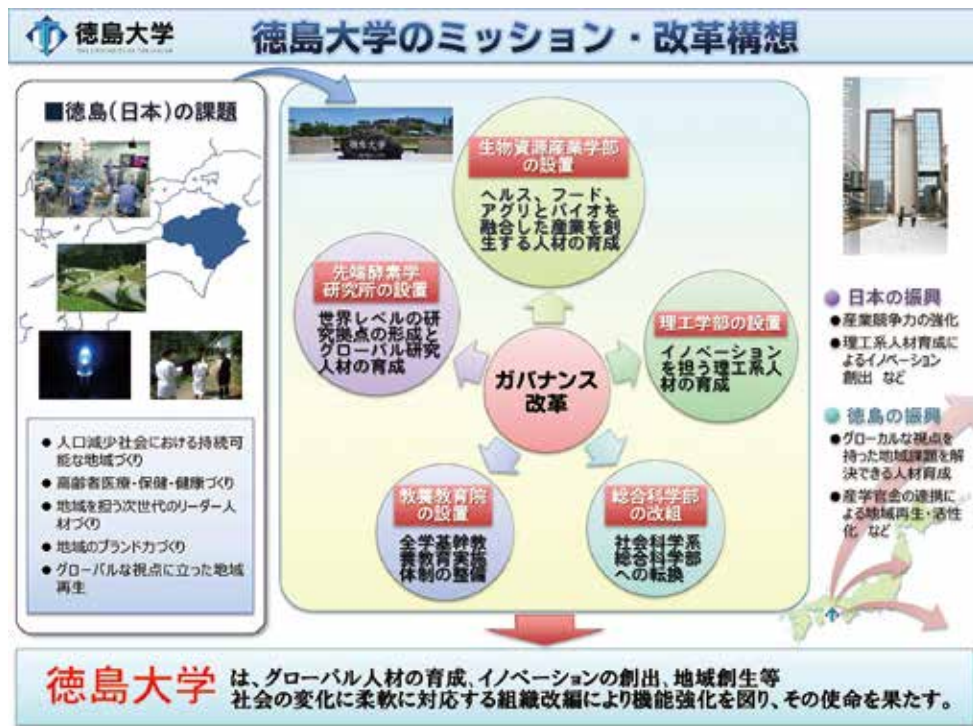 徳島大学
徳島大学のミッション・改革構想
■徳島(日本)の課題
● 人口減少社会における持続可
能な地域づくり
● 高齢者医療・保健・健康づくり
● 地域を担う次世代のリーダー人
材づくり
● 地域のブランド力づくり
● グローバルな視点に立った地域
再生
徳島大学
生物資源産業学部
の設置
ヘルス、フード、
アグリとバイオを
融合した産業を創
生する人材の育成
先端酵素学
研究所の設置
世界レベルの研
究拠点の形成と
グローバル研究
人材の育成
理工学部の設置
イノベーション
を担う理工系人
材の育成
ガバナンス
改革
教養教育院
の設置
全学基幹教
養教育実施
体制の整備
総合科学部
の改組
社会科学系
総合科学部
への転換
● 日本の振興
●産業競争力の強化
●理工系人材育成に
よるイノベーション
創出 など
● 徳島の振興
●グローカルな視点を
持った地域課題を解
決できる人材育成
●産学官金の連携に
よる地域再生・活性
化 など
徳島大学 は、グローバル人材の育成、イノベーションの創出、地域創生等
社会の変化に柔軟に対応する組織改編により機能強化を図り、その使命を果たす。